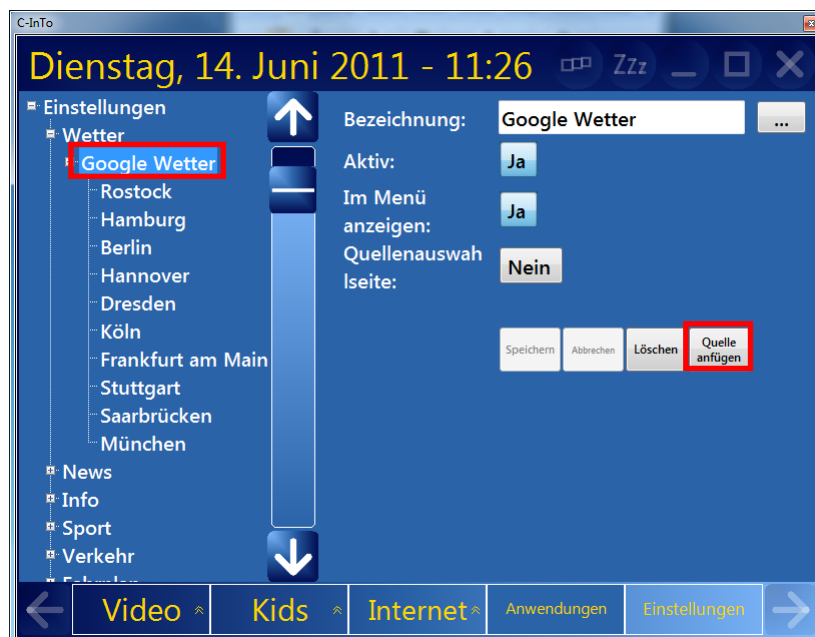 C-InTo
Dienstag, 14. Juni 2011 - 11:26
Zzz
Einstellungen
Wetter
Google Wetter
Rostock
Hamburg
Berlin
Hannover
Dresden
Köln
Frankfurt am Main
Stuttgart
Saarbrücken
München
News
Info
Sport
Verkehr
Bezeichnung:
Google Wetter
...
Aktiv:
Ja
Im Menü
anzeigen:
Ja
Quellenauswah
lseite:
Nein
Speichern
Abbrechen
Löschen
Quelle
anfügen
Video
Kids
Internet
Anwendungen
Einstellungen